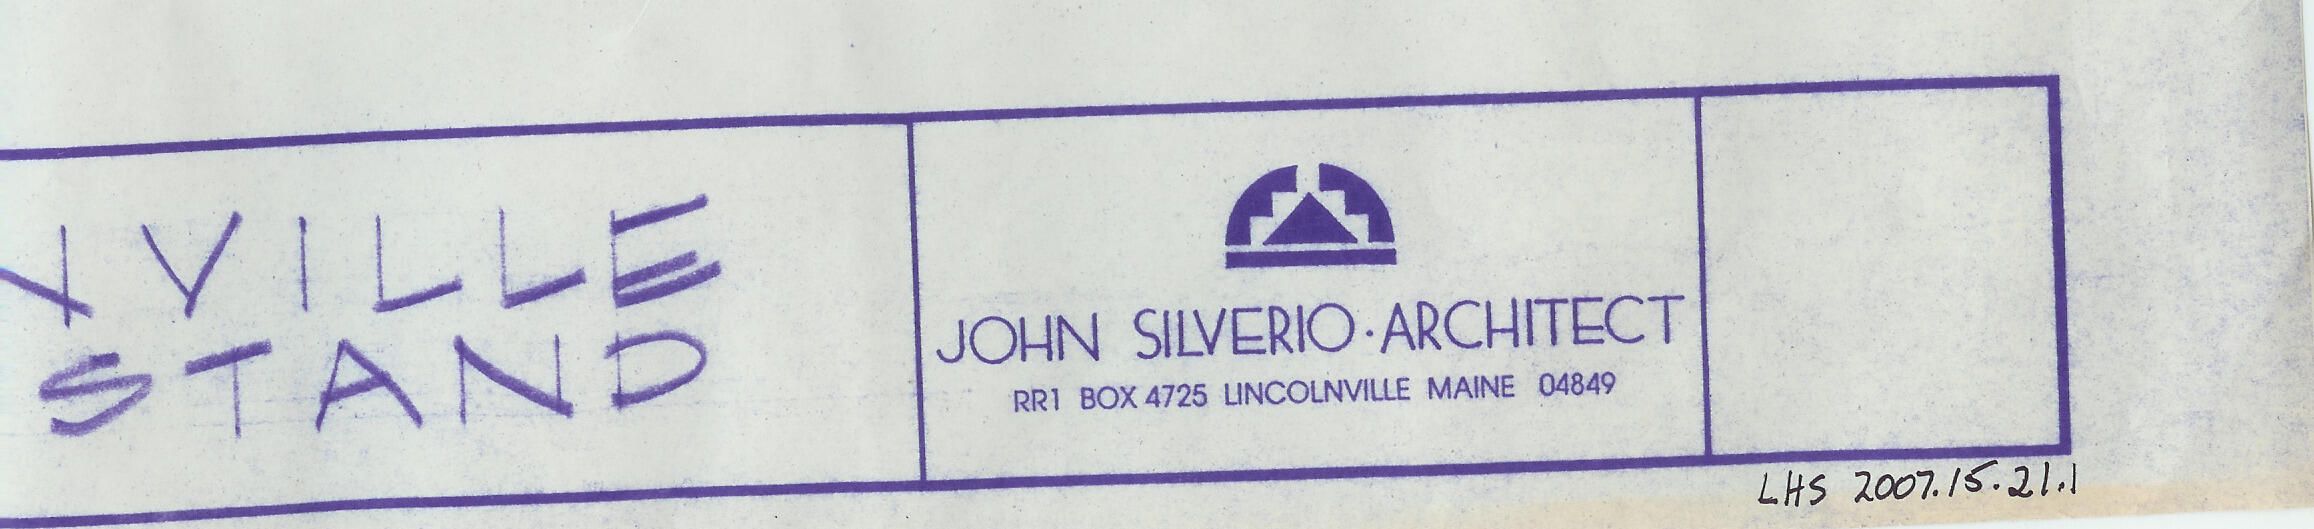 NVILLE
STAND
JOHN SILVERIO · ARCHITECT
RR1 BOX 4725 LINCOLNVILLE MAINE 04849
LHS 2007.15.21.1